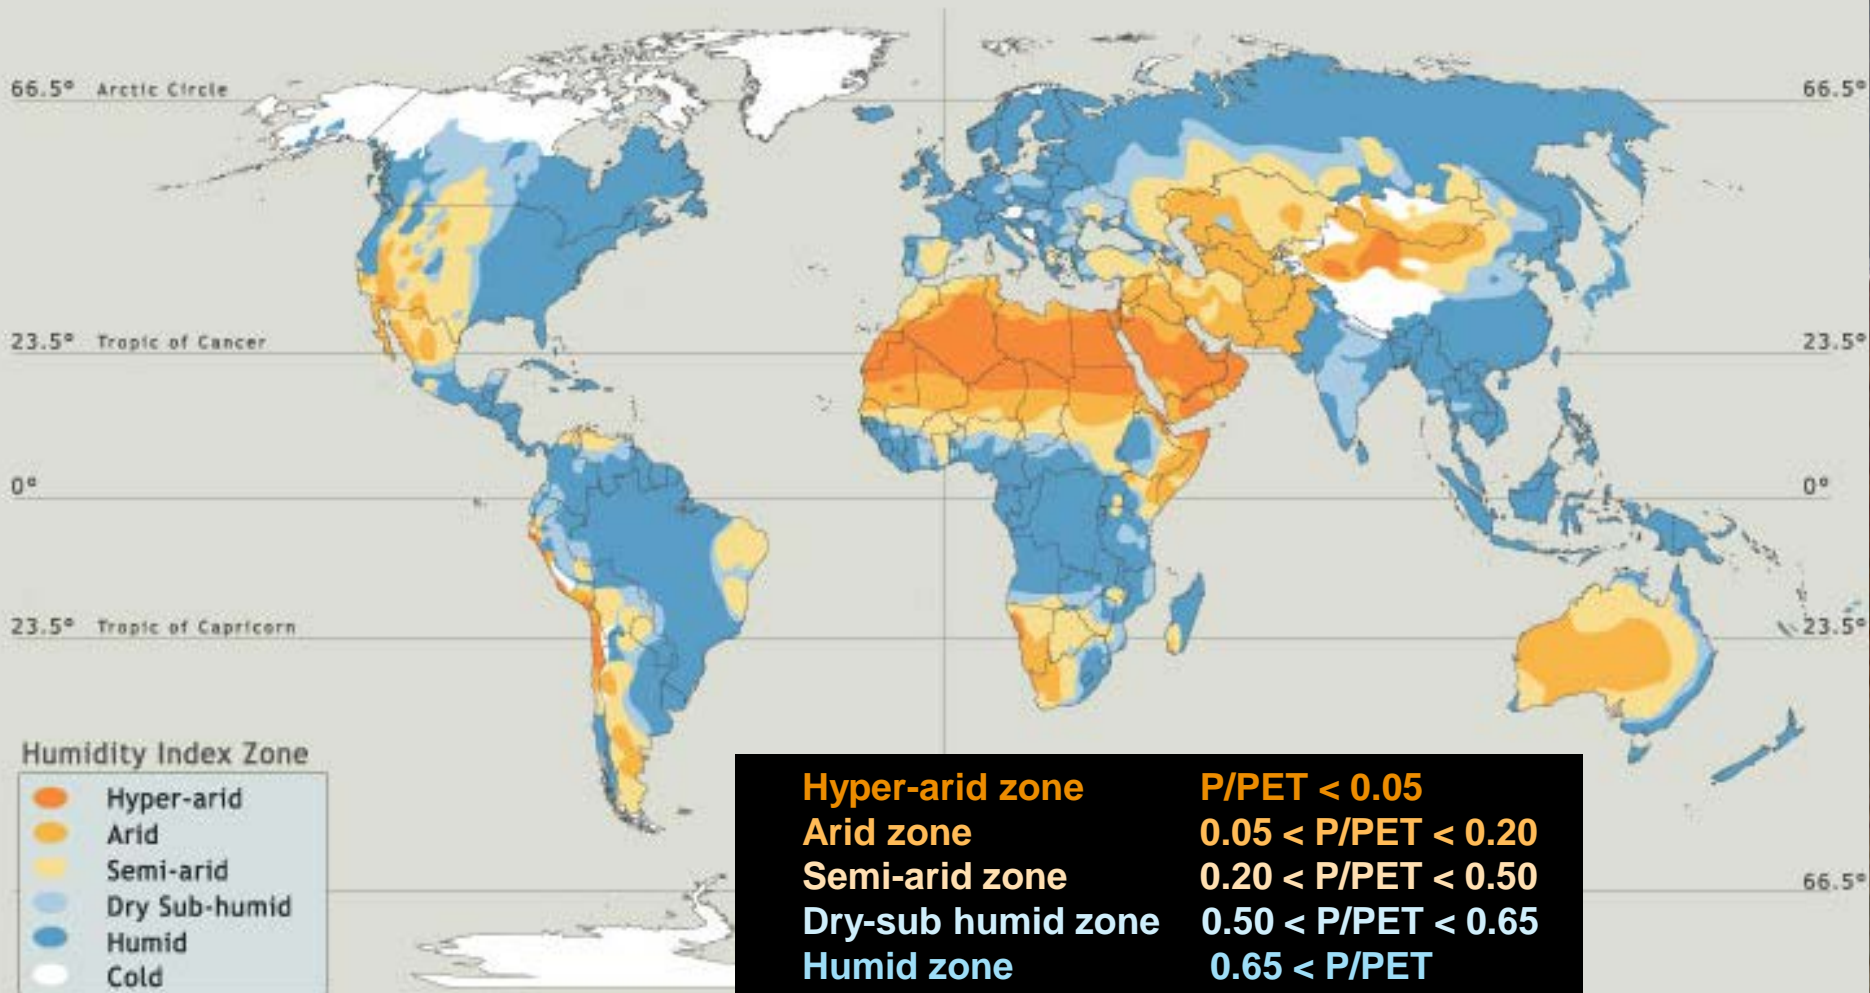 66.5° Arctic Circle 66.5°
23.5° Tropic of Cancer 23.5°
0° 0°
23.5° Tropic of Capricorn 23.5°
66.5°
Humidity Index Zone
Hyper-arid
Arid
Semi-arid
Dry Sub-humid
Humid
Cold
Hyper-arid zone P/PET < 0.05
Arid zone 0.05 < P/PET < 0.20
Semi-arid zone 0.20 < P/PET < 0.50
Dry-sub humid zone 0.50 < P/PET < 0.65
Humid zone 0.65 < P/PET